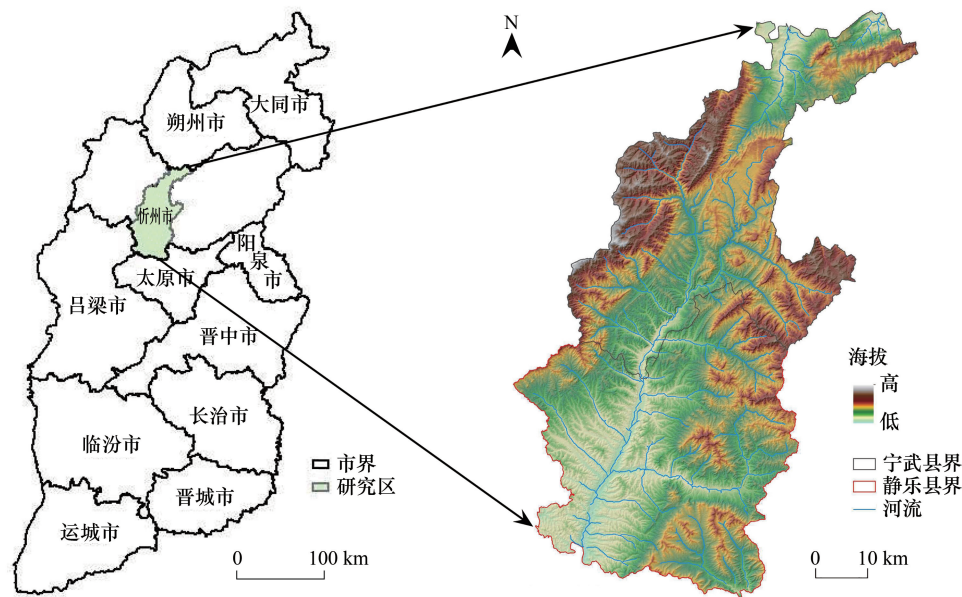 N
大同市
朔州市
忻州市
阳泉市
太原市
吕梁市
晋中市
长治市
临汾市
晋城市
运城市
市界
研究区
0 100 km
海拔
高
低
宁武县界
静乐县界
河流
0 10 km